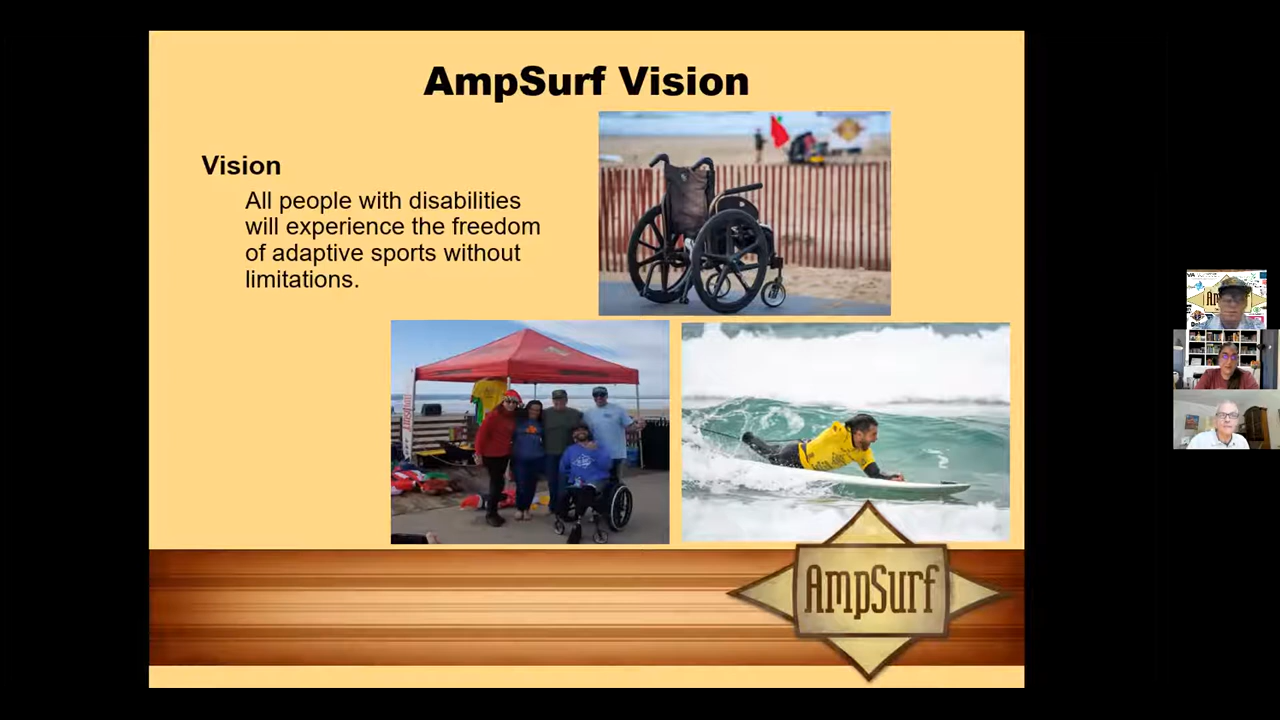 AmpSurf Vision
Vision
All people with disabilities
will experience the freedom
of adaptive sports without
limitations.
AmpSurf